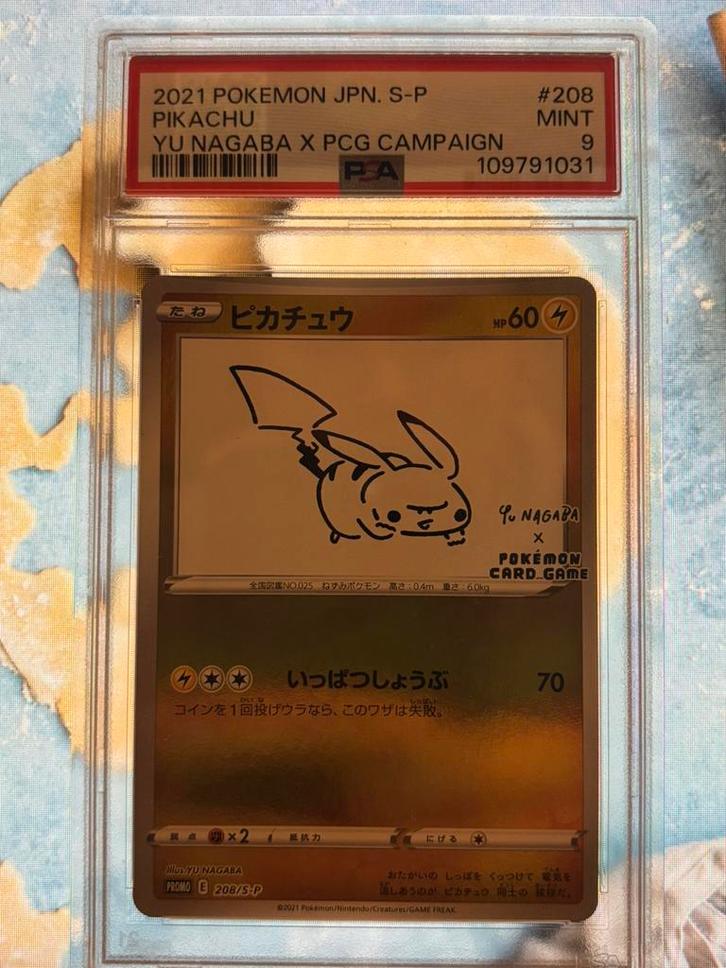 2021 POKEMON JPN. S-P #208
PIKACHU MINT
YU NAGABA X PCG CAMPAIGN 9
PSA 109791031
たね ピカチュウ HP60
Yu NAGABA
x
POKÉMON
CARD GAME
全国図鑑NO.025 ねずみポケモン 高さ:0.4m 重さ:6.0kg
いっぱつしょうぶ 70
コインを1回投げウラなら、このワザは失敗。
弱点 ×2 抵抗力 にげる
illus.YU NAGABA
おたがいの しっぽを くっつけて 電気を
流しあうのが ピカチュウ 同士の 挨拶だ。
PROMO E 208/S-P
©2021 Pokémon/Nintendo/Creatures/GAME FREAK.